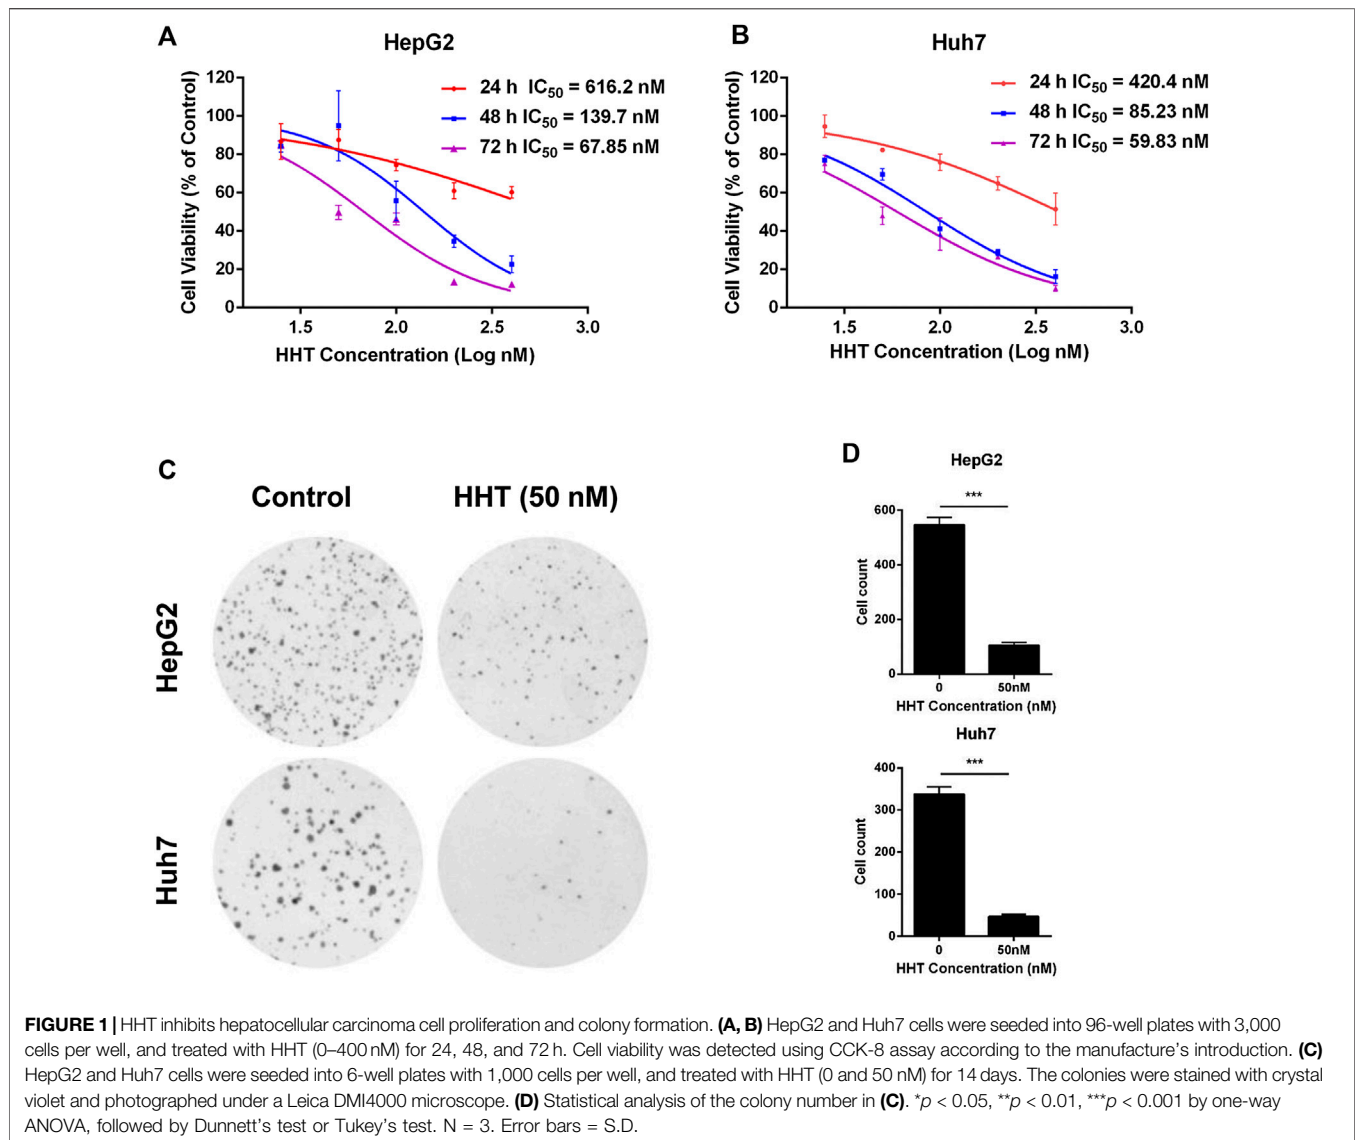 A
HepG2
120
100
80
60
40
20
0
Cell Viability (% of Control)
24 h IC50 = 616.2 nM
48 h IC50 = 139.7 nM
72 h IC50 = 67.85 nM
1.5 2.0 2.5 3.0
HHT Concentration (Log nM)
B
Huh7
120
100
80
60
40
20
0
Cell Viability (% of Control)
24 h IC50 = 420.4 nM
48 h IC50 = 85.23 nM
72 h IC50 = 59.83 nM
1.5 2.0 2.5 3.0
HHT Concentration (Log nM)
C
Control HHT (50 nM)
HepG2
Huh7
D
HepG2
***
600
400
200
0
Cell count
0 50nM
HHT Concentration (nM)
Huh7
***
400
300
200
100
0
Cell count
0 50nM
HHT Concentration (nM)
FIGURE 1 | HHT inhibits hepatocellular carcinoma cell proliferation and colony formation. (A, B) HepG2 and Huh7 cells were seeded into 96-well plates with 3,000
cells per well, and treated with HHT (0–400 nM) for 24, 48, and 72 h. Cell viability was detected using CCK-8 assay according to the manufacture's introduction. (C)
HepG2 and Huh7 cells were seeded into 6-well plates with 1,000 cells per well, and treated with HHT (0 and 50 nM) for 14 days. The colonies were stained with crystal
violet and photographed under a Leica DMI4000 microscope. (D) Statistical analysis of the colony number in (C). *p < 0.05, **p < 0.01, ***p < 0.001 by one-way
ANOVA, followed by Dunnett's test or Tukey's test. N = 3. Error bars = S.D.